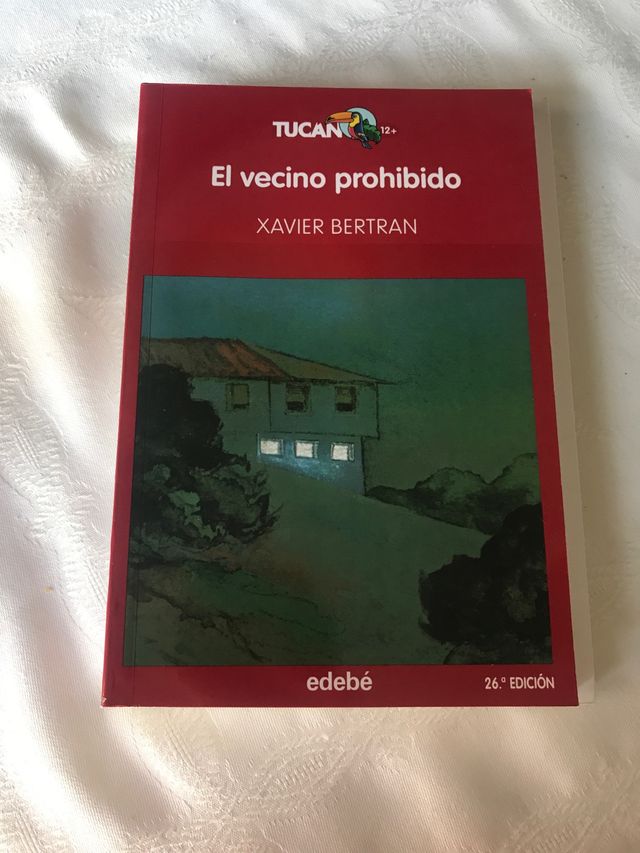 TUCAN 12+
El vecino prohibido
XAVIER BERTRAN
edebé
26.ª EDICIÓN